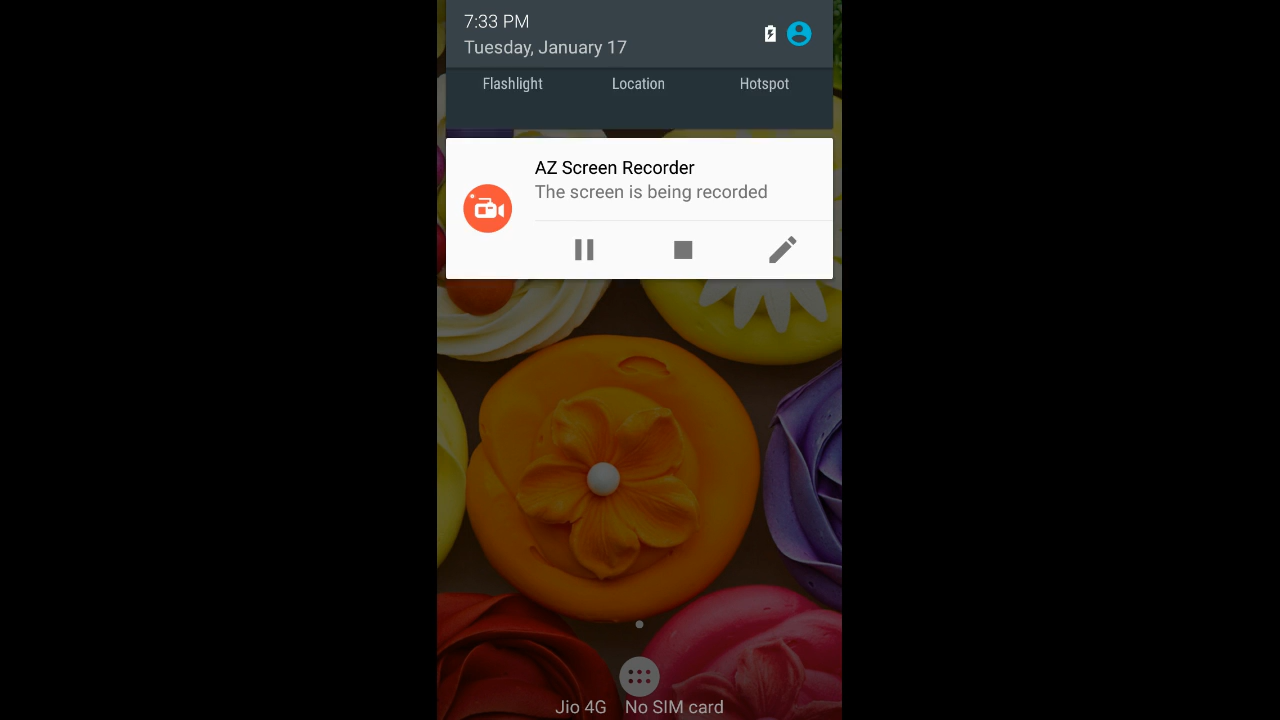 7:33 PM
Tuesday, January 17
Flashlight Location Hotspot
AZ Screen Recorder
The screen is being recorded
Jio 4G No SIM card